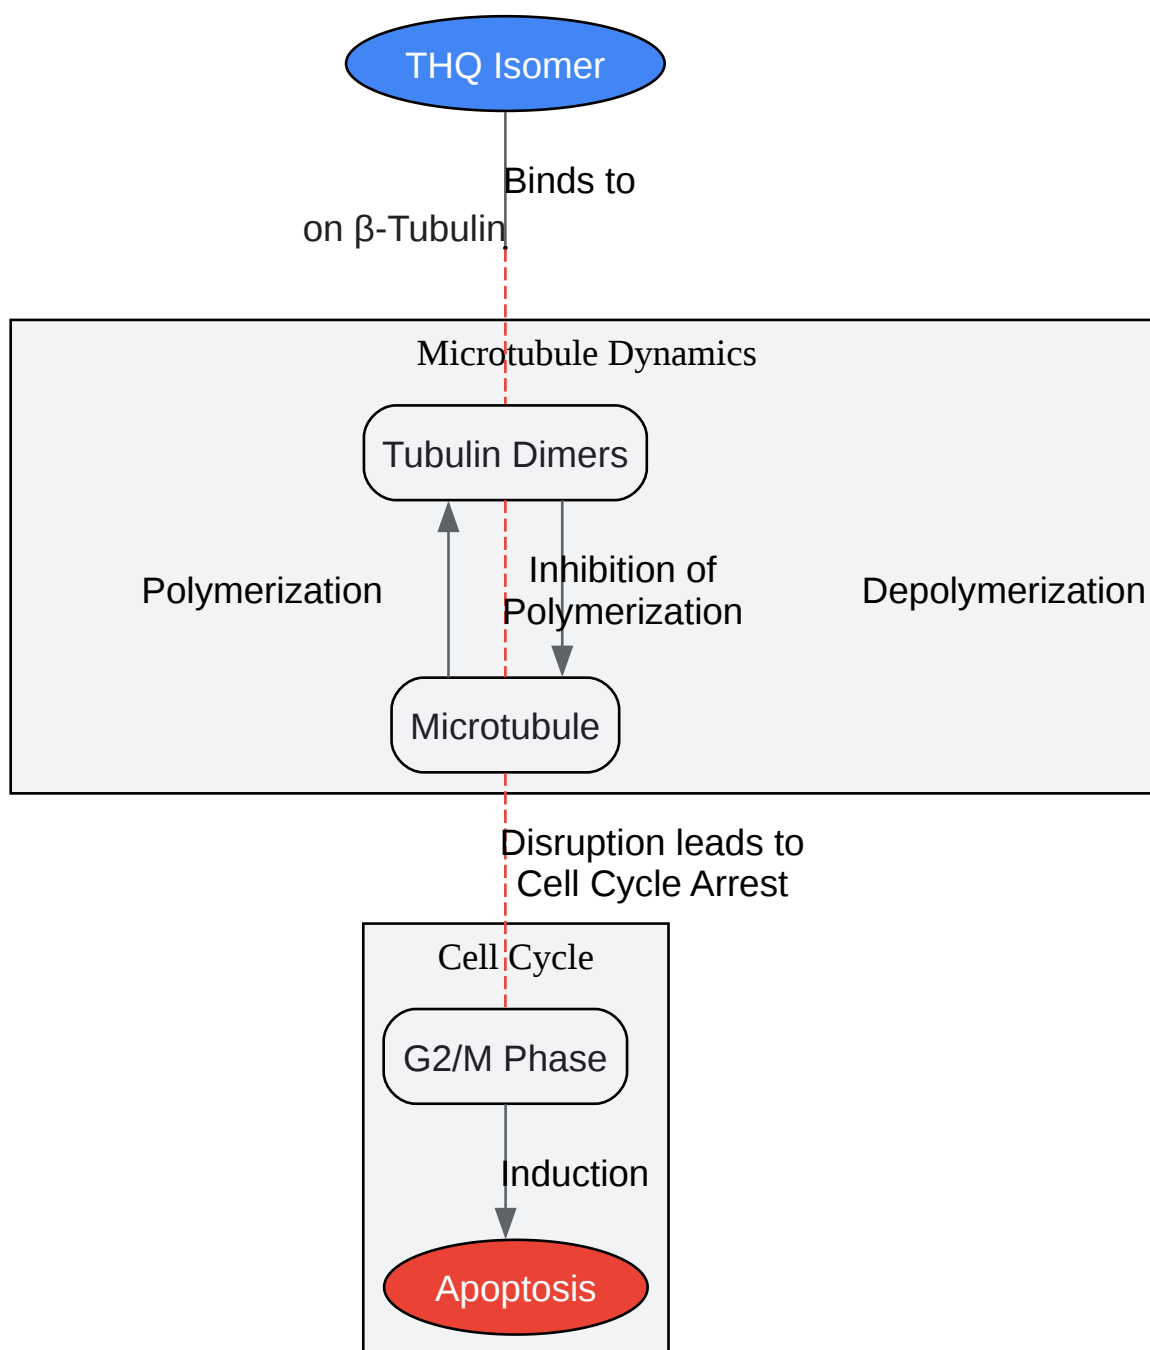 THQ Isomer
Binds to
on β-Tubulin
Microtubule Dynamics
Tubulin Dimers
Polymerization
Inhibition of
Polymerization
Depolymerization
Microtubule
Disruption leads to
Cell Cycle Arrest
Cell Cycle
G2/M Phase
Induction
Apoptosis